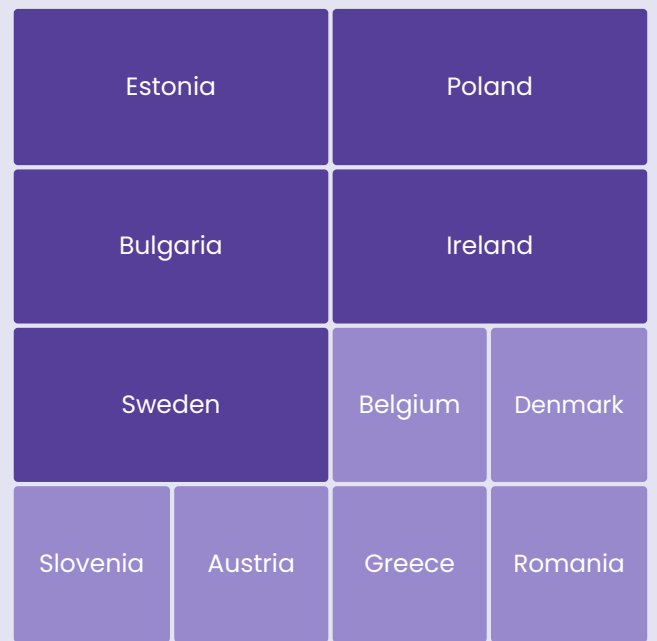 Estonia
Poland
Bulgaria
Ireland
Sweden
Belgium
Denmark
Slovenia
Austria
Greece
Romania